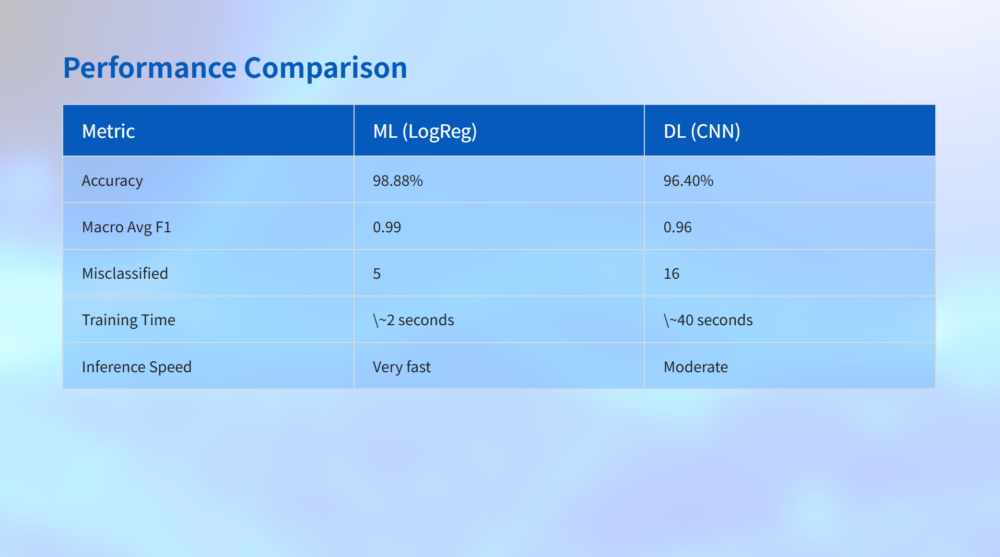 Performance Comparison
Metric ML (LogReg) DL (CNN)
Accuracy 98.88% 96.40%
Macro Avg F1 0.99 0.96
Misclassified 5 16
Training Time \~2 seconds \~40 seconds
Inference Speed Very fast Moderate